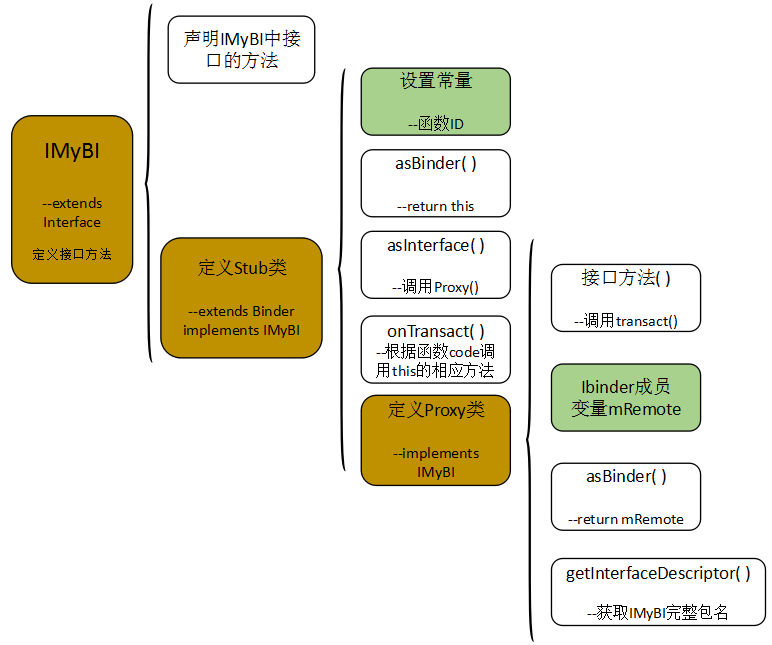 IMyBI
--extends
Interface
定义接口方法
声明IMyBI中接
口的方法
定义Stub类
--extends Binder
implements IMyBI
设置常量
--函数ID
asBinder( )
--return this
asInterface( )
--调用Proxy()
onTransact( )
--根据函数code调
用this的相应方法
定义Proxy类
--implements
IMyBI
接口方法( )
--调用transact()
Ibinder成员
变量mRemote
asBinder( )
--return mRemote
getInterfaceDescriptor( )
--获取IMyBI完整包名